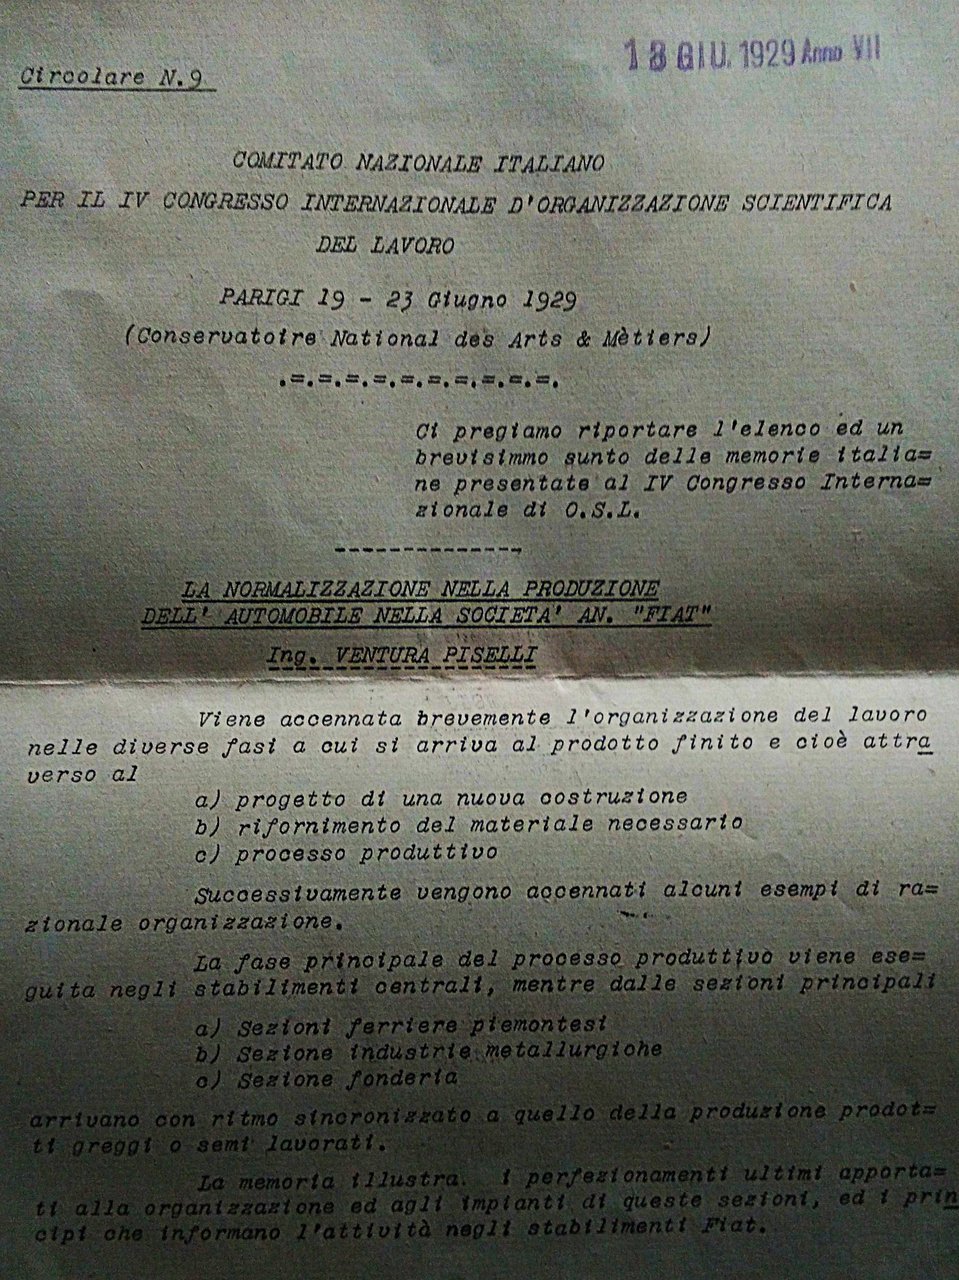 Circolare N.9
18 GIU. 1929 Anno VII
COMITATO NAZIONALE ITALIANO
PER IL IV CONGRESSO INTERNAZIONALE D'ORGANIZZAZIONE SCIENTIFICA
DEL LAVORO
PARIGI 19 - 23 Giugno 1929
(Conservatoire National des Arts & Mètiers)
.=.=.=.=.=.=.=.=.=.=.
Ci pregiamo riportare l'elenco ed un
brevisimmo sunto delle memorie italia=
ne presentate al IV Congresso Interna=
zionale di O.S.L.
--------------
LA NORMALIZZAZIONE NELLA PRODUZIONE
DELL' AUTOMOBILE NELLA SOCIETA' AN. "FIAT"
Ing. VENTURA PISELLI
Viene accennata brevemente l'organizzazione del lavoro
nelle diverse fasi a cui si arriva al prodotto finito e cioè attra
verso al
a) progetto di una nuova costruzione
b) rifornimento del materiale necessario
c) processo produttivo
Successivamente vengono accennati alcuni esempi di ra=
zionale organizzazione.
La fase principale del processo produttivo viene ese=
guita negli stabilimenti centrali, mentre dalle sezioni principali
a) Sezioni ferriere piemontesi
b) Sezione industrie metallurgiche
c) Sezione fonderia
arrivano con ritmo sincronizzato a quello della produzione prodot=
ti greggi o semi lavorati.
La memoria illustra. i perfezionamenti ultimi apporta=
ti alla organizzazione ed agli impianti di queste sezioni, ed i prin
cipi che informano l'attività negli stabilimenti Fiat.